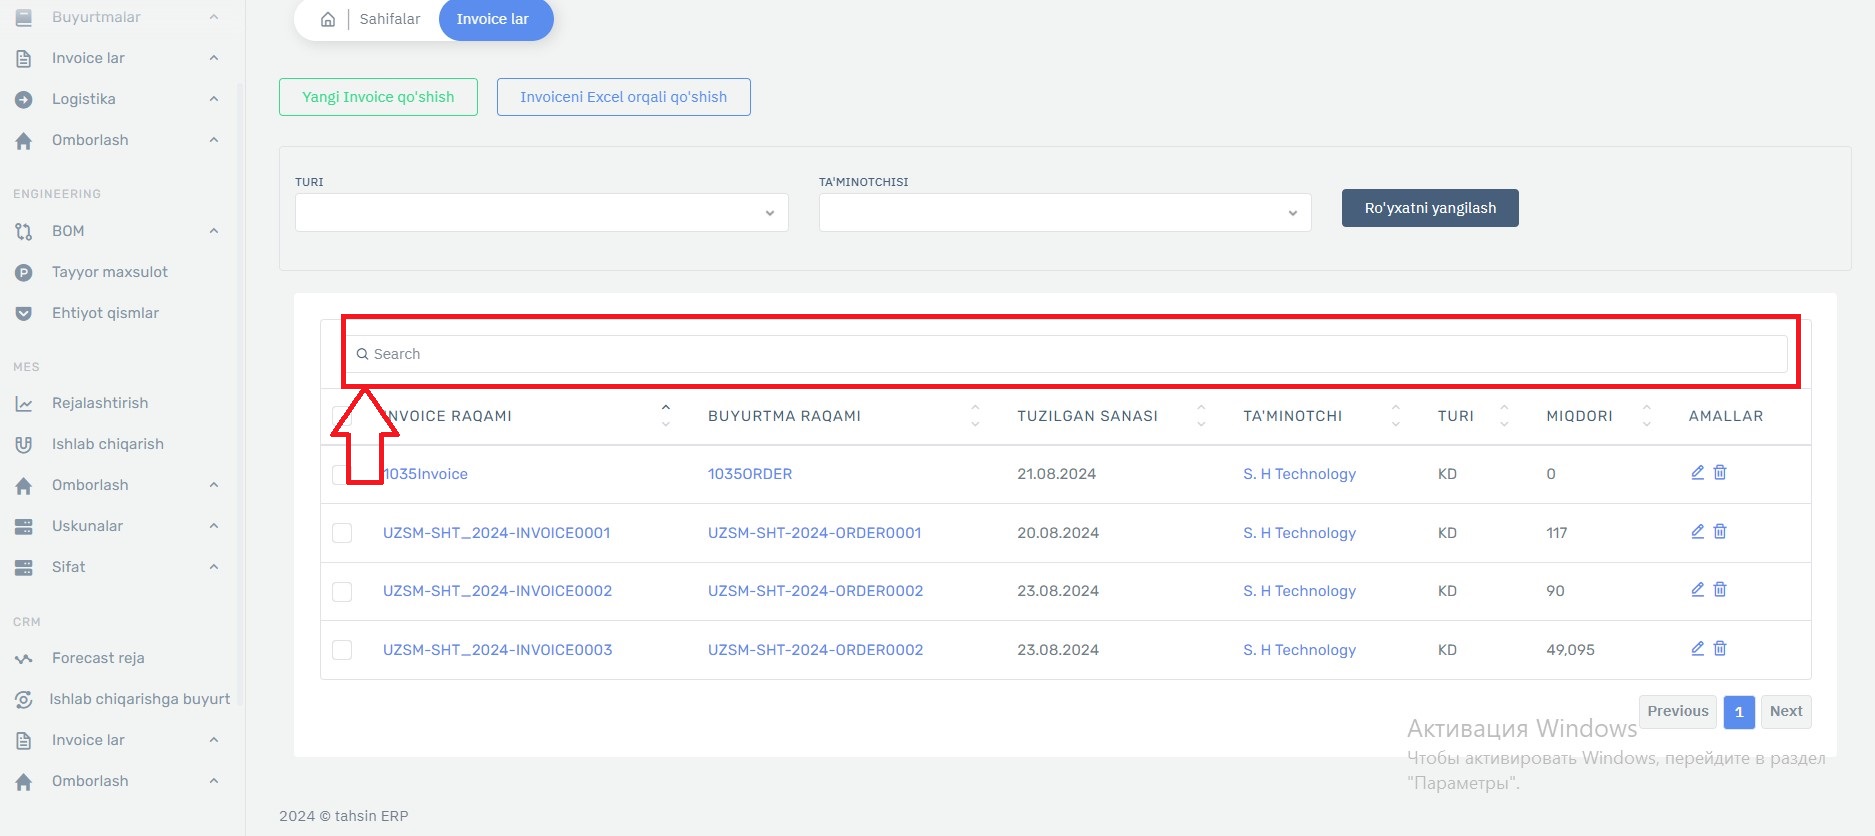 Buyurtmalar
Invoice lar
Logistika
Omborlash
ENGINEERING
BOM
Tayyor maxsulot
Ehtiyot qismlar
MES
Rejalashtirish
Ishlab chiqarish
Omborlash
Uskunalar
Sifat
CRM
Forecast reja
Ishlab chiqarishga buyurt
Invoice lar
Omborlash
Sahifalar Invoice lar
Yangi Invoice qo'shish Invoiceni Excel orqali qo'shish
TURI TA'MINOTCHISI
Ro'yxatni yangilash
Search
INVOICE RAQAMI BUYURTMA RAQAMI TUZILGAN SANASI TA'MINOTCHI TURI MIQDORI AMALLAR
1035Invoice 1035ORDER 21.08.2024 S. H Technology KD 0
UZSM-SHT_2024-INVOICE0001 UZSM-SHT-2024-ORDER0001 20.08.2024 S. H Technology KD 117
UZSM-SHT_2024-INVOICE0002 UZSM-SHT-2024-ORDER0002 23.08.2024 S. H Technology KD 90
UZSM-SHT_2024-INVOICE0003 UZSM-SHT-2024-ORDER0002 23.08.2024 S. H Technology KD 49,095
Previous 1 Next
Активация Windows
Чтобы активировать Windows, перейдите в раздел
"Параметры".
2024 © tahsin ERP